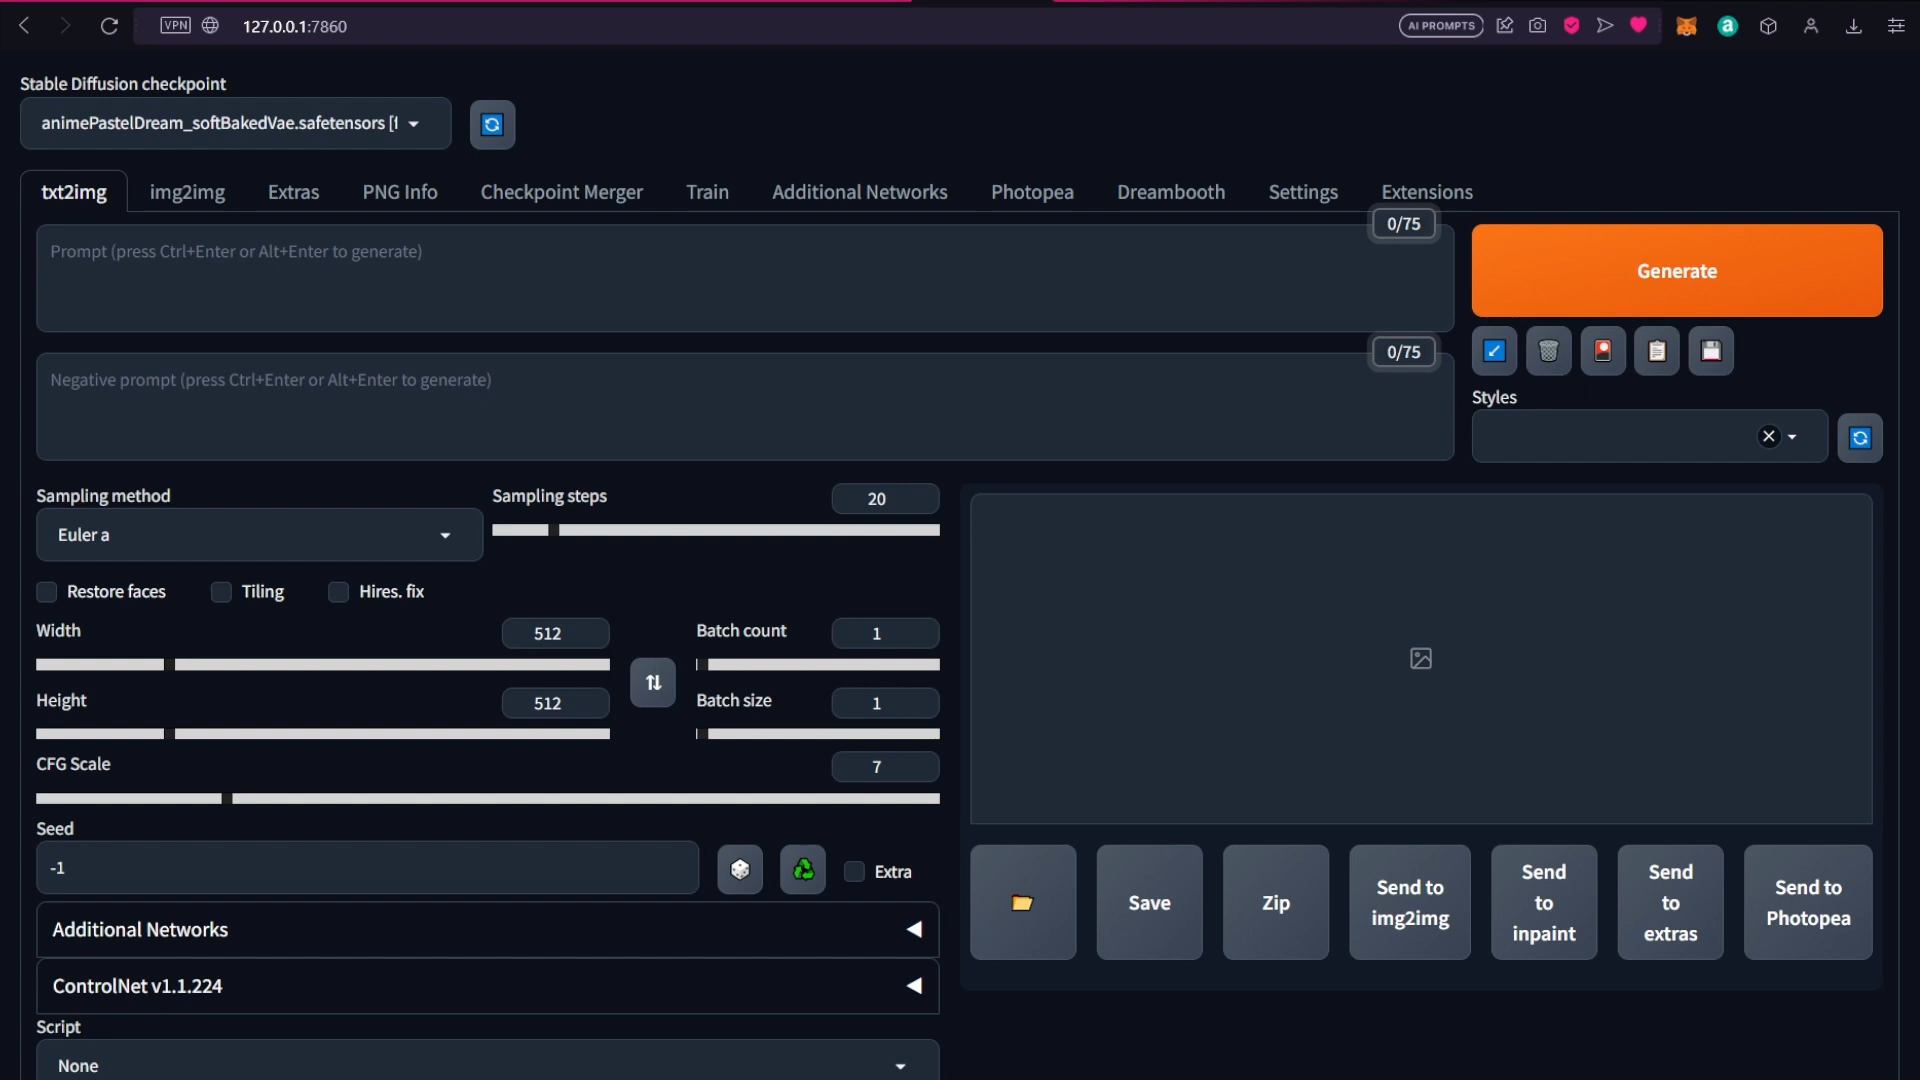 VPN
127.0.0.1:7860
AI PROMPTS
a
Stable Diffusion checkpoint
animePastelDream_softBakedVae.safetensors [f
txt2img
img2img
Extras
PNG Info
Checkpoint Merger
Train
Additional Networks
Photopea
Dreambooth
Settings
Extensions
0/75
Prompt (press Ctrl+Enter or Alt+Enter to generate)
Generate
0/75
Negative prompt (press Ctrl+Enter or Alt+Enter to generate)
Styles
Sampling method
Euler a
Sampling steps
20
Restore faces
Tiling
Hires. fix
Width
512
Batch count
1
Height
512
Batch size
1
CFG Scale
7
Seed
-1
Extra
Save
Zip
Send to
img2img
Send
to
inpaint
Send
to
extras
Send to
Photopea
Additional Networks
ControlNet v1.1.224
Script
None